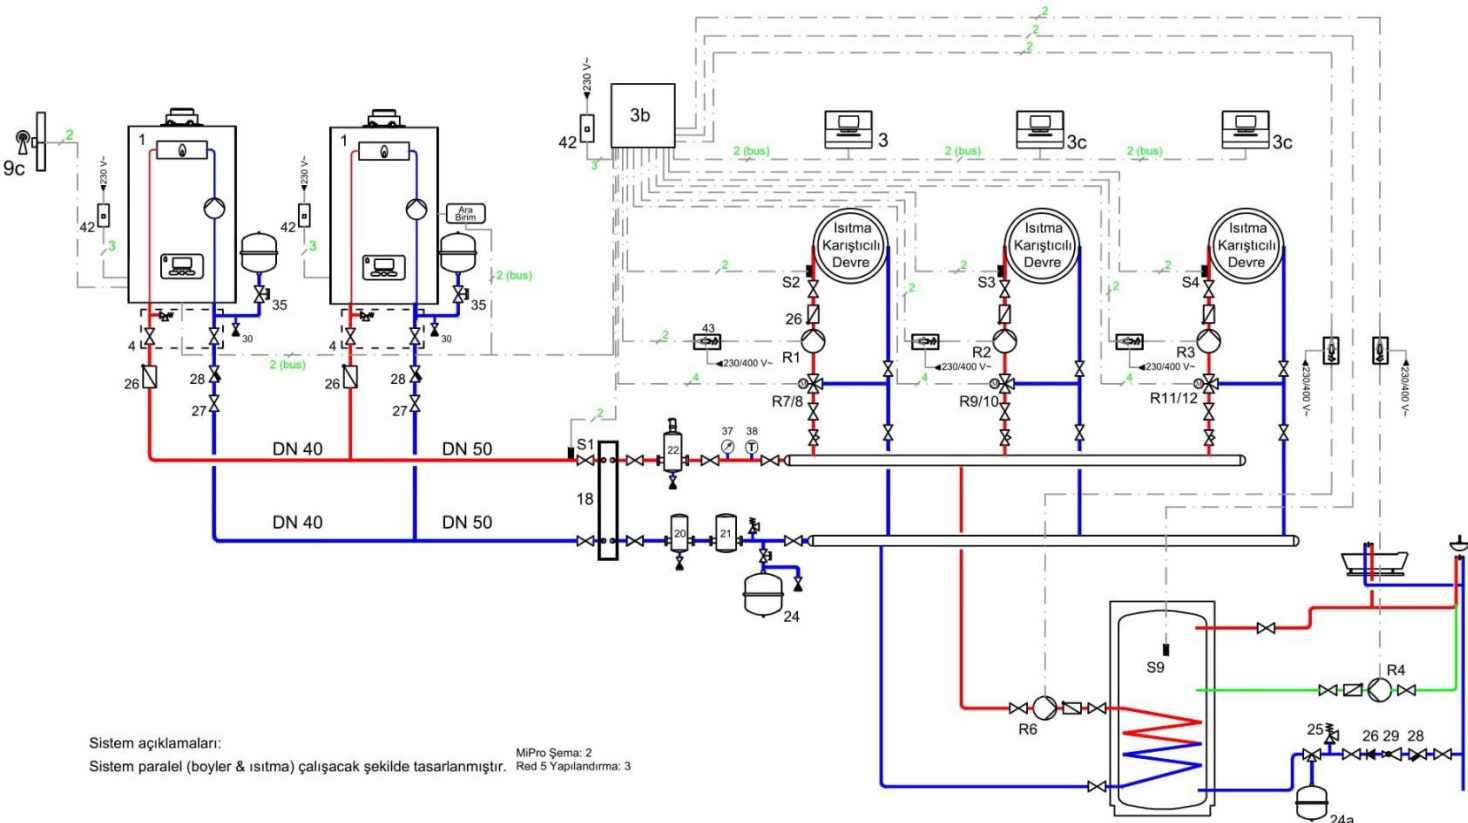 2
2
2
230 V~
42
3
3b
3
3c
3c
2 (bus)
2 (bus)
2 (bus)
9c
2
1
1
230 V~
42
3
230 V~
42
3
Ara
Birim
2 (bus)
35
35
30
30
4
4
2 (bus)
26
28
27
26
28
27
Isıtma
Karıştıcılı
Devre
Isıtma
Karıştıcılı
Devre
Isıtma
Karıştıcılı
Devre
2
S2
2
S3
2
S4
26
2
43
2
2
R1
R2
R3
230/400 V~
230/400 V~
230/400 V~
230/400 V~
230/400 V~
4
4
4
R7/8
R9/10
R11/12
2
S1
37
38
T
22
DN 40
DN 50
18
DN 40
DN 50
20
21
24
S9
R4
R6
25
26
29
28
24a
Sistem açıklamaları:
Sistem paralel (boyler & ısıtma) çalışacak şekilde tasarlanmıştır.
MiPro Şema: 2
Red 5 Yapılandırma: 3